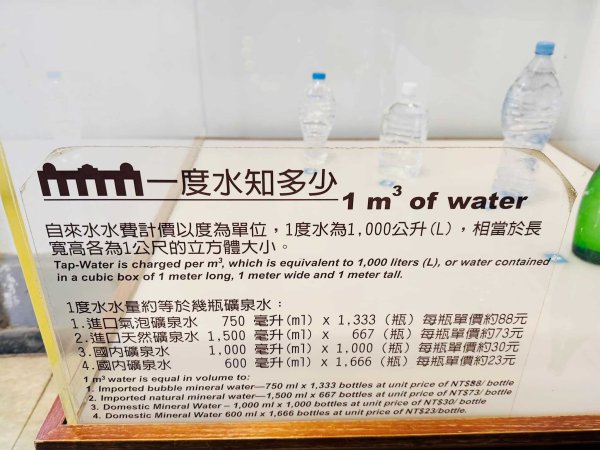 一度水知多少
1 m³ of water
自來水水費計價以度為單位，1度水為1,000公升(L)，相當於長
寬高各為1公尺的立方體大小。
Tap-Water is charged per m³, which is equivalent to 1,000 liters (L), or water contained
in a cubic box of 1 meter long, 1 meter wide and 1 meter tall.
1度水水量約等於幾瓶礦泉水：
1.進口氣泡礦泉水 750 毫升(ml) x 1,333 (瓶) 每瓶單價約88元
2.進口天然礦泉水 1,500 毫升(ml) x 667 (瓶) 每瓶單價約73元
3.國內礦泉水 1,000 毫升(ml) x 1,000 (瓶) 每瓶單價約30元
4.國內礦泉水 600 毫升(ml) x 1,666 (瓶) 每瓶單價約23元
1 m³ water is equal in volume to:
1. Imported bubble mineral water—750 ml x 1,333 bottles at unit price of NT$88/ bottle
2. Imported natural mineral water—1,500 ml x 667 bottles at unit price of NT$73/ bottle
3. Domestic Mineral Water – 1,000 ml x 1,000 bottles at unit price of NT$30/ bottle
4. Domestic Mineral Water 600 ml x 1,666 bottles at unit price of NT$23/bottle.